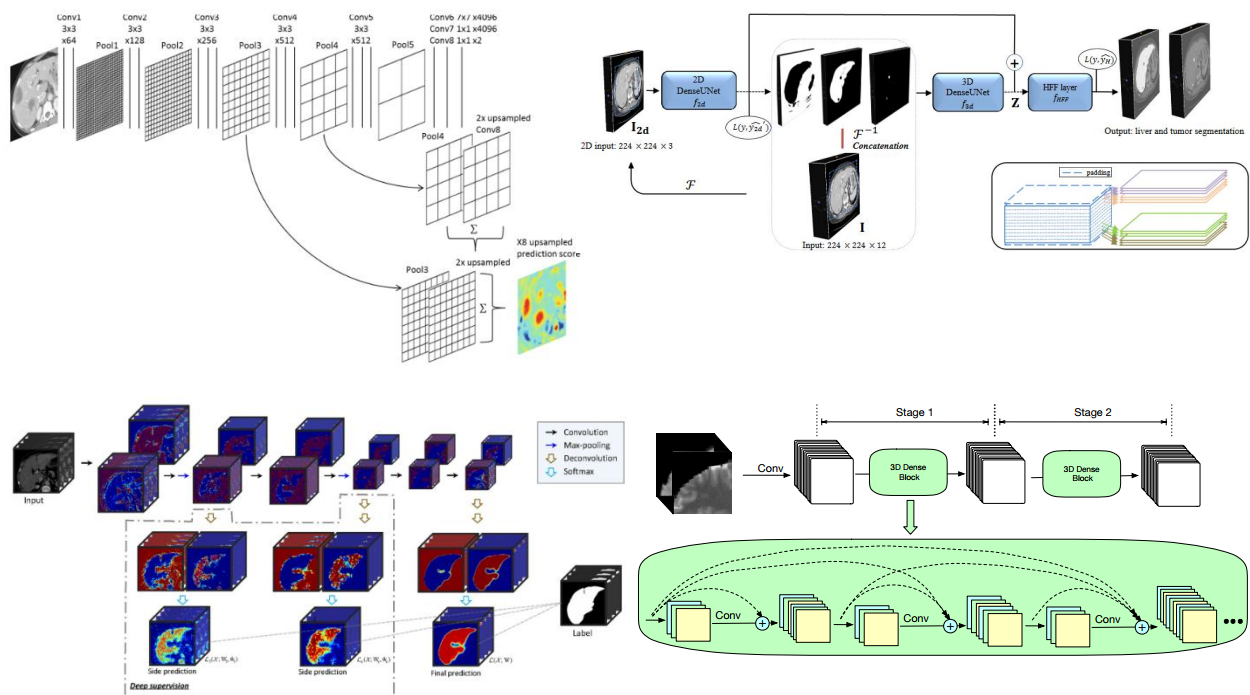 Conv1 Conv2 Conv3 Conv4 Conv5 Conv6 7x7 x4096
3x3 3x3 3x3 3x3 3x3 Conv7 1x1 x4096
x64 x128 x256 x512 x512 Conv8 1x1 x2
Pool1 Pool2 Pool3 Pool4 Pool5
2x upsampled
Pool4 Conv8
Σ
X8 upsampled
prediction score
Pool3 2x upsampled
Σ
I2d
2D input: 224 × 224 × 3
2D
DenseUNet
f2d
L(y, ŷ2d')
F
F⁻¹
Concatenation
I
Input: 224 × 224 × 12
3D
DenseUNet
f3d
+
Z
HFF layer
fHFF
L(y, ŷH)
Output: liver and tumor segmentation
padding
Input
Convolution
Max-pooling
Deconvolution
Softmax
Side prediction
Side prediction
Final prediction
Label
Deep supervision
Stage 1 Stage 2
Conv
3D Dense
Block
3D Dense
Block
Conv + Conv + Conv +